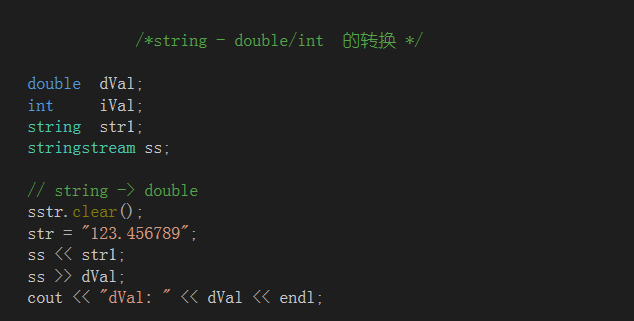 /*string - double/int 的转换 */
double dVal;
int iVal;
string str1;
stringstream ss;
// string -> double
sstr.clear();
str = "123.456789";
ss << str1;
ss >> dVal;
cout << "dVal: " << dVal << endl;